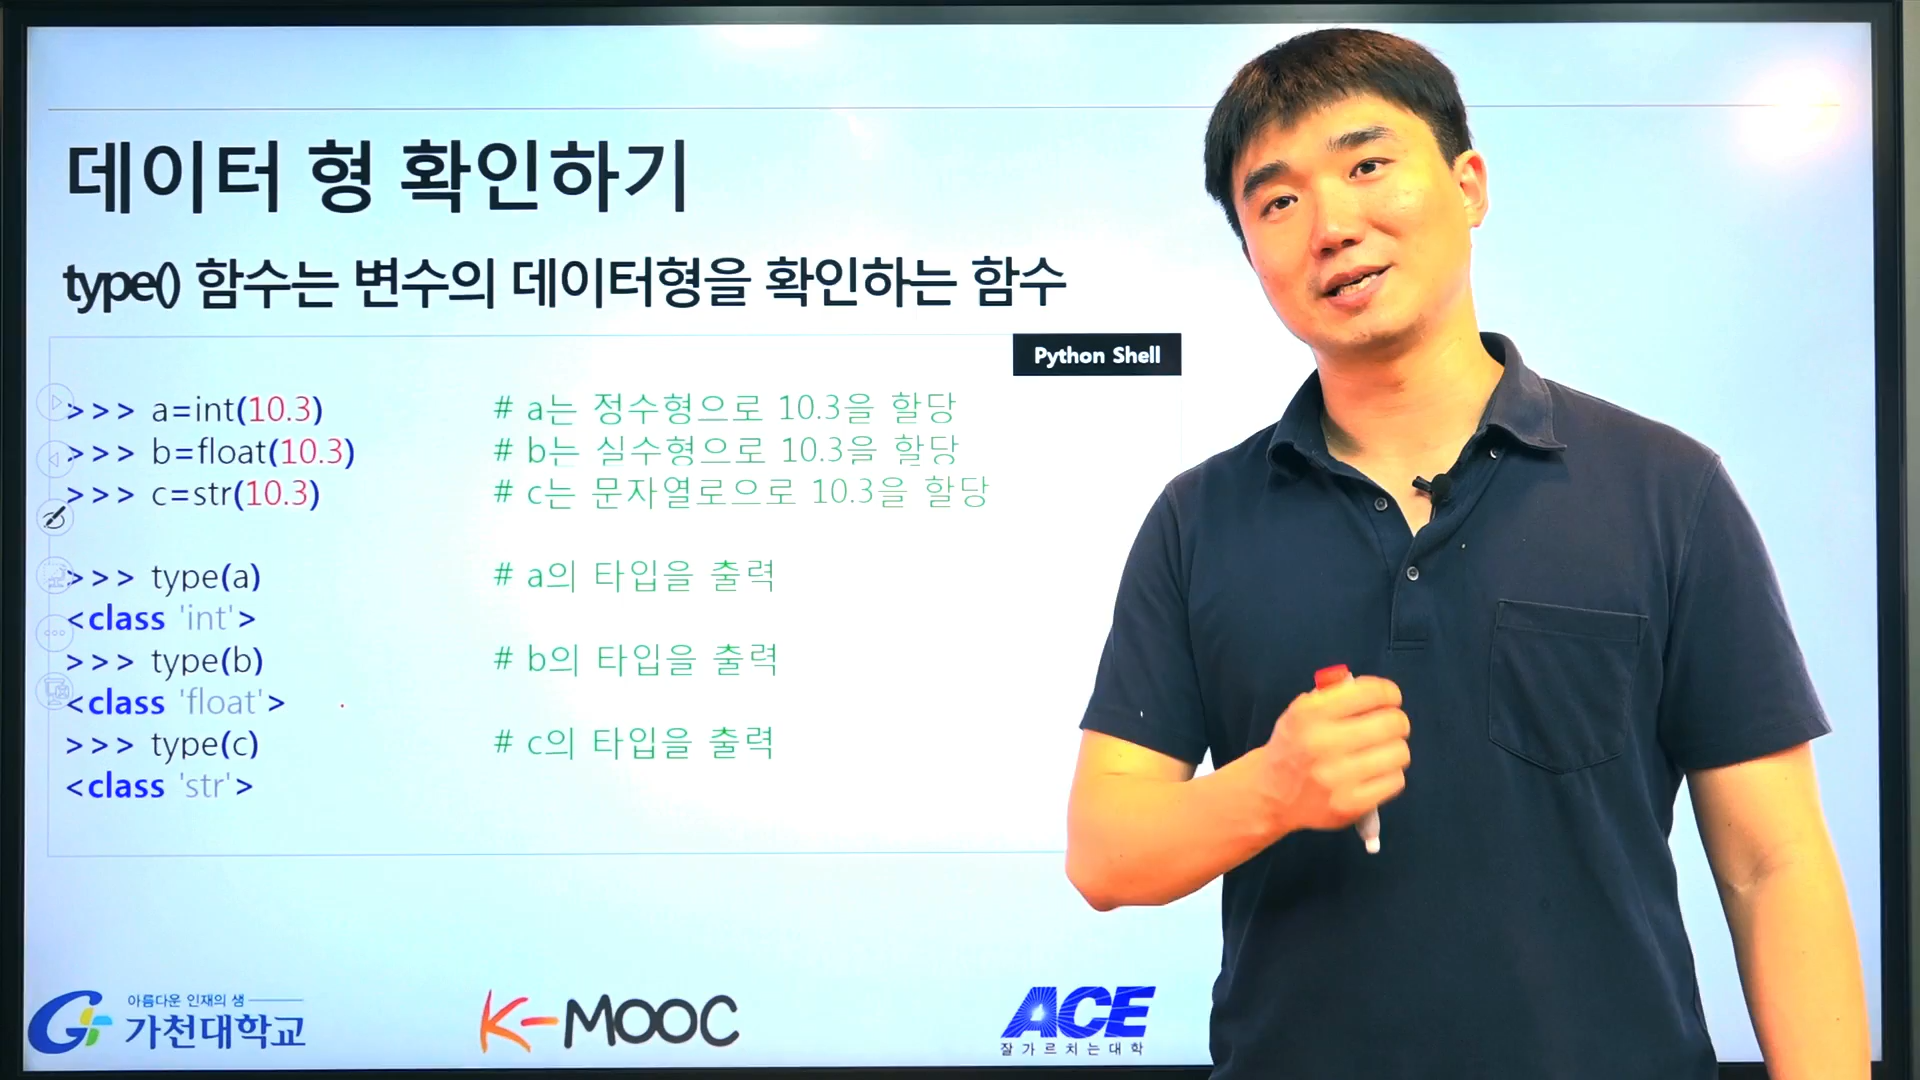 데이터 형 확인하기
type() 함수는 변수의 데이터형을 확인하는 함수
Python Shell
>>> a=int(10.3) # a는 정수형으로 10.3을 할당
>>> b=float(10.3) # b는 실수형으로 10.3을 할당
>>> c=str(10.3) # c는 문자열로으로 10.3을 할당
>>> type(a) # a의 타입을 출력
<class 'int'>
>>> type(b) # b의 타입을 출력
<class 'float'>
>>> type(c) # c의 타입을 출력
<class 'str'>
아름다운 인재의 샘
가천대학교
K-MOOC
ACE
잘 가 르 치 는 대 학